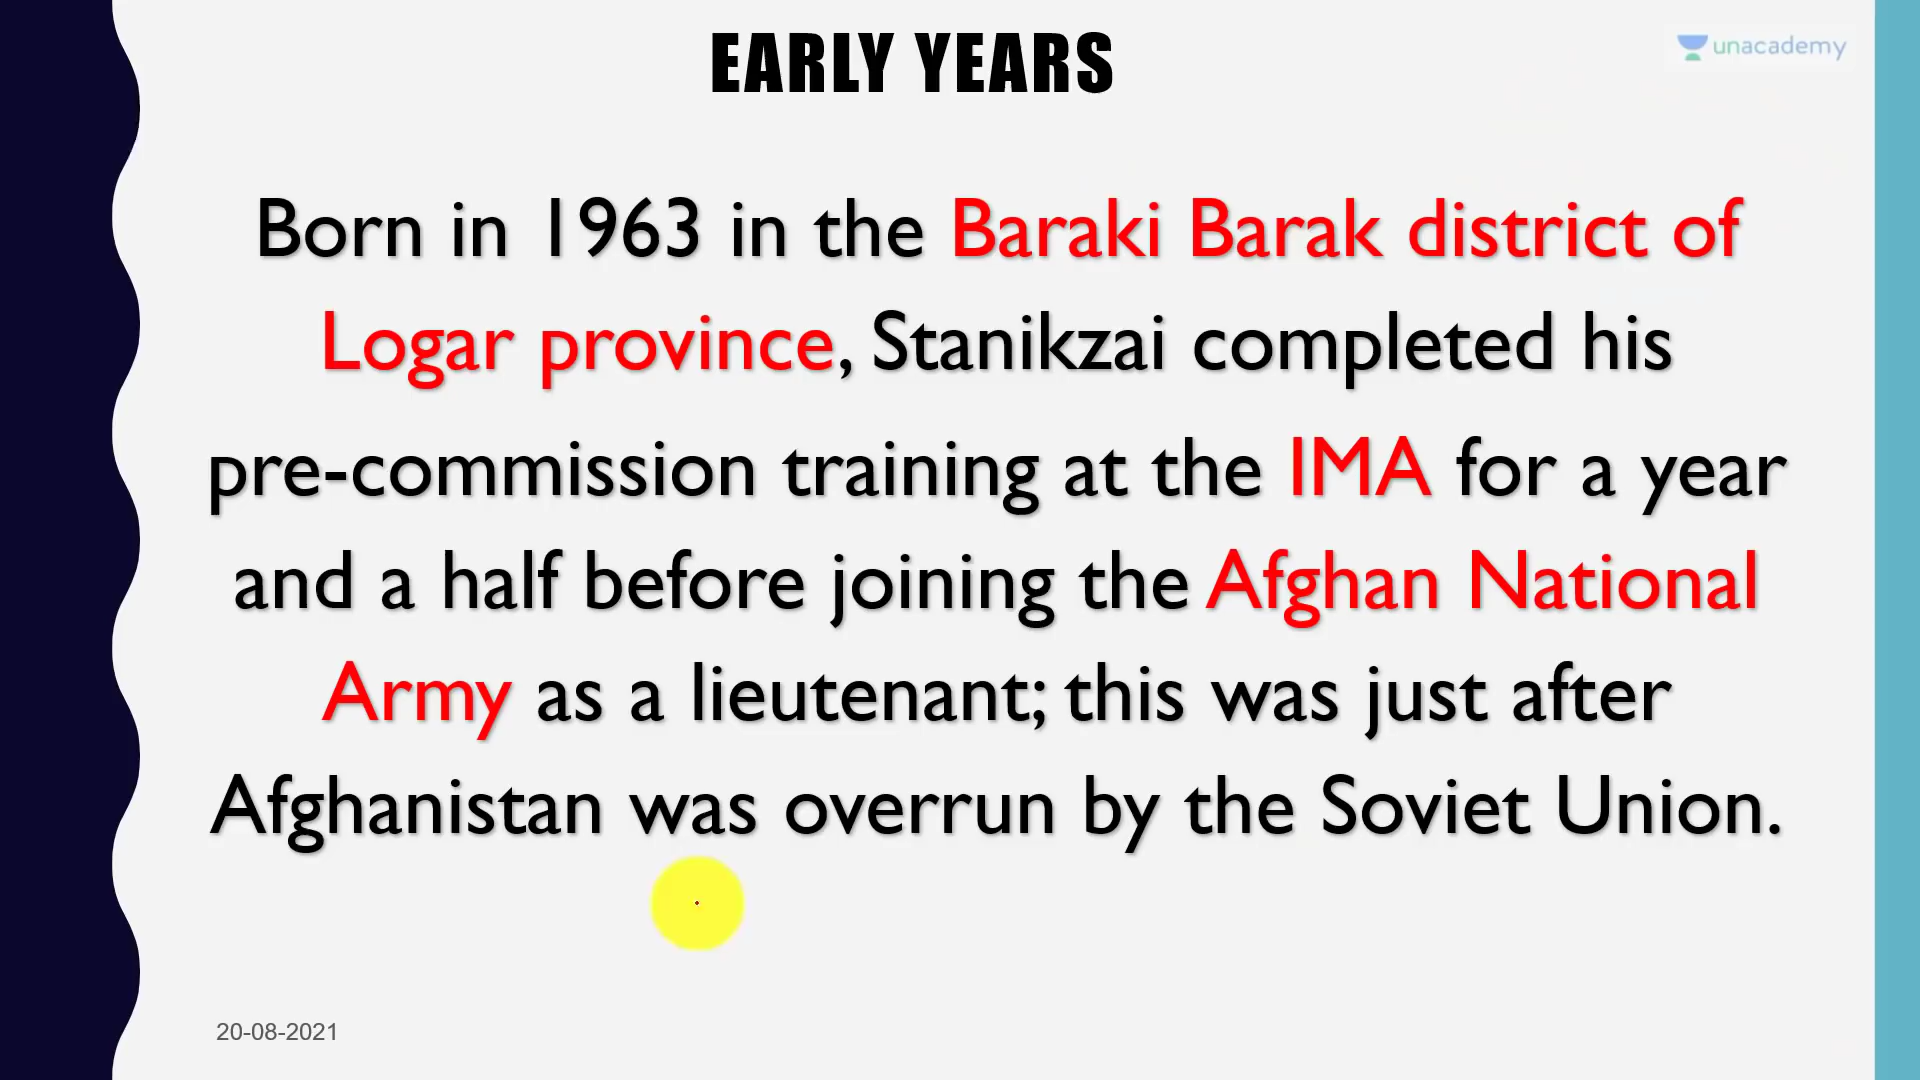 EARLY YEARS
unacademy
Born in 1963 in the Baraki Barak district of
Logar province, Stanikzai completed his
pre-commission training at the IMA for a year
and a half before joining the Afghan National
Army as a lieutenant; this was just after
Afghanistan was overrun by the Soviet Union.
20-08-2021